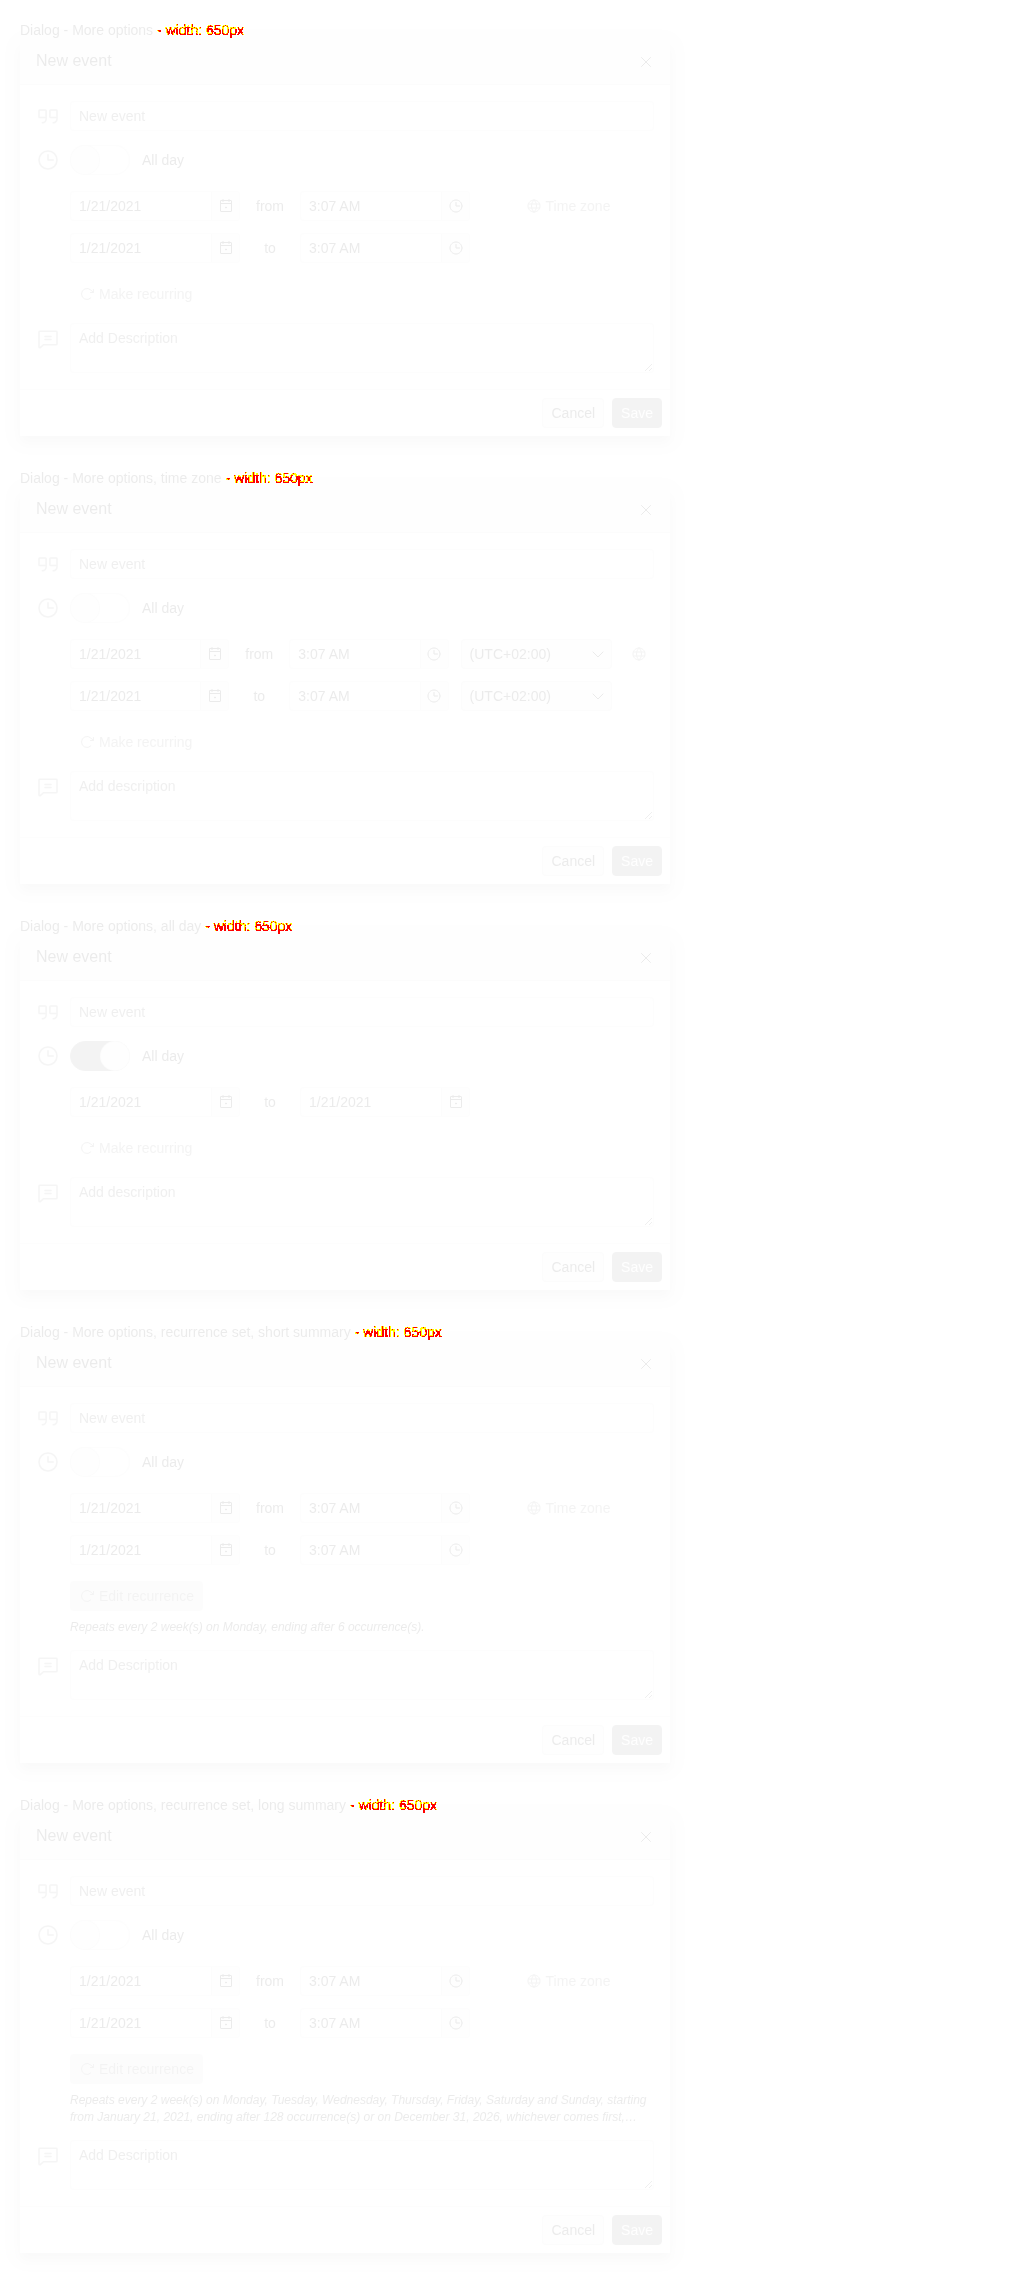 Dialog - More options - width: 650px
New event
New event
All day
1/21/2021 from 3:07 AM Time zone
1/21/2021 to 3:07 AM
Make recurring
Add Description
Cancel Save
Dialog - More options, time zone - width: 650px
New event
New event
All day
1/21/2021 from 3:07 AM (UTC+02:00)
1/21/2021 to 3:07 AM (UTC+02:00)
Make recurring
Add description
Cancel Save
Dialog - More options, all day - width: 650px
New event
New event
All day
1/21/2021 to 1/21/2021
Make recurring
Add description
Cancel Save
Dialog - More options, recurrence set, short summary - width: 650px
New event
New event
All day
1/21/2021 from 3:07 AM Time zone
1/21/2021 to 3:07 AM
Edit recurrence
Repeats every 2 week(s) on Monday, ending after 6 occurrence(s).
Add Description
Cancel Save
Dialog - More options, recurrence set, long summary - width: 650px
New event
New event
All day
1/21/2021 from 3:07 AM Time zone
1/21/2021 to 3:07 AM
Edit recurrence
Repeats every 2 week(s) on Monday, Tuesday, Wednesday, Thursday, Friday, Saturday and Sunday, starting
from January 21, 2021, ending after 128 occurrence(s) or on December 31, 2026, whichever comes first,...
Add Description
Cancel Save